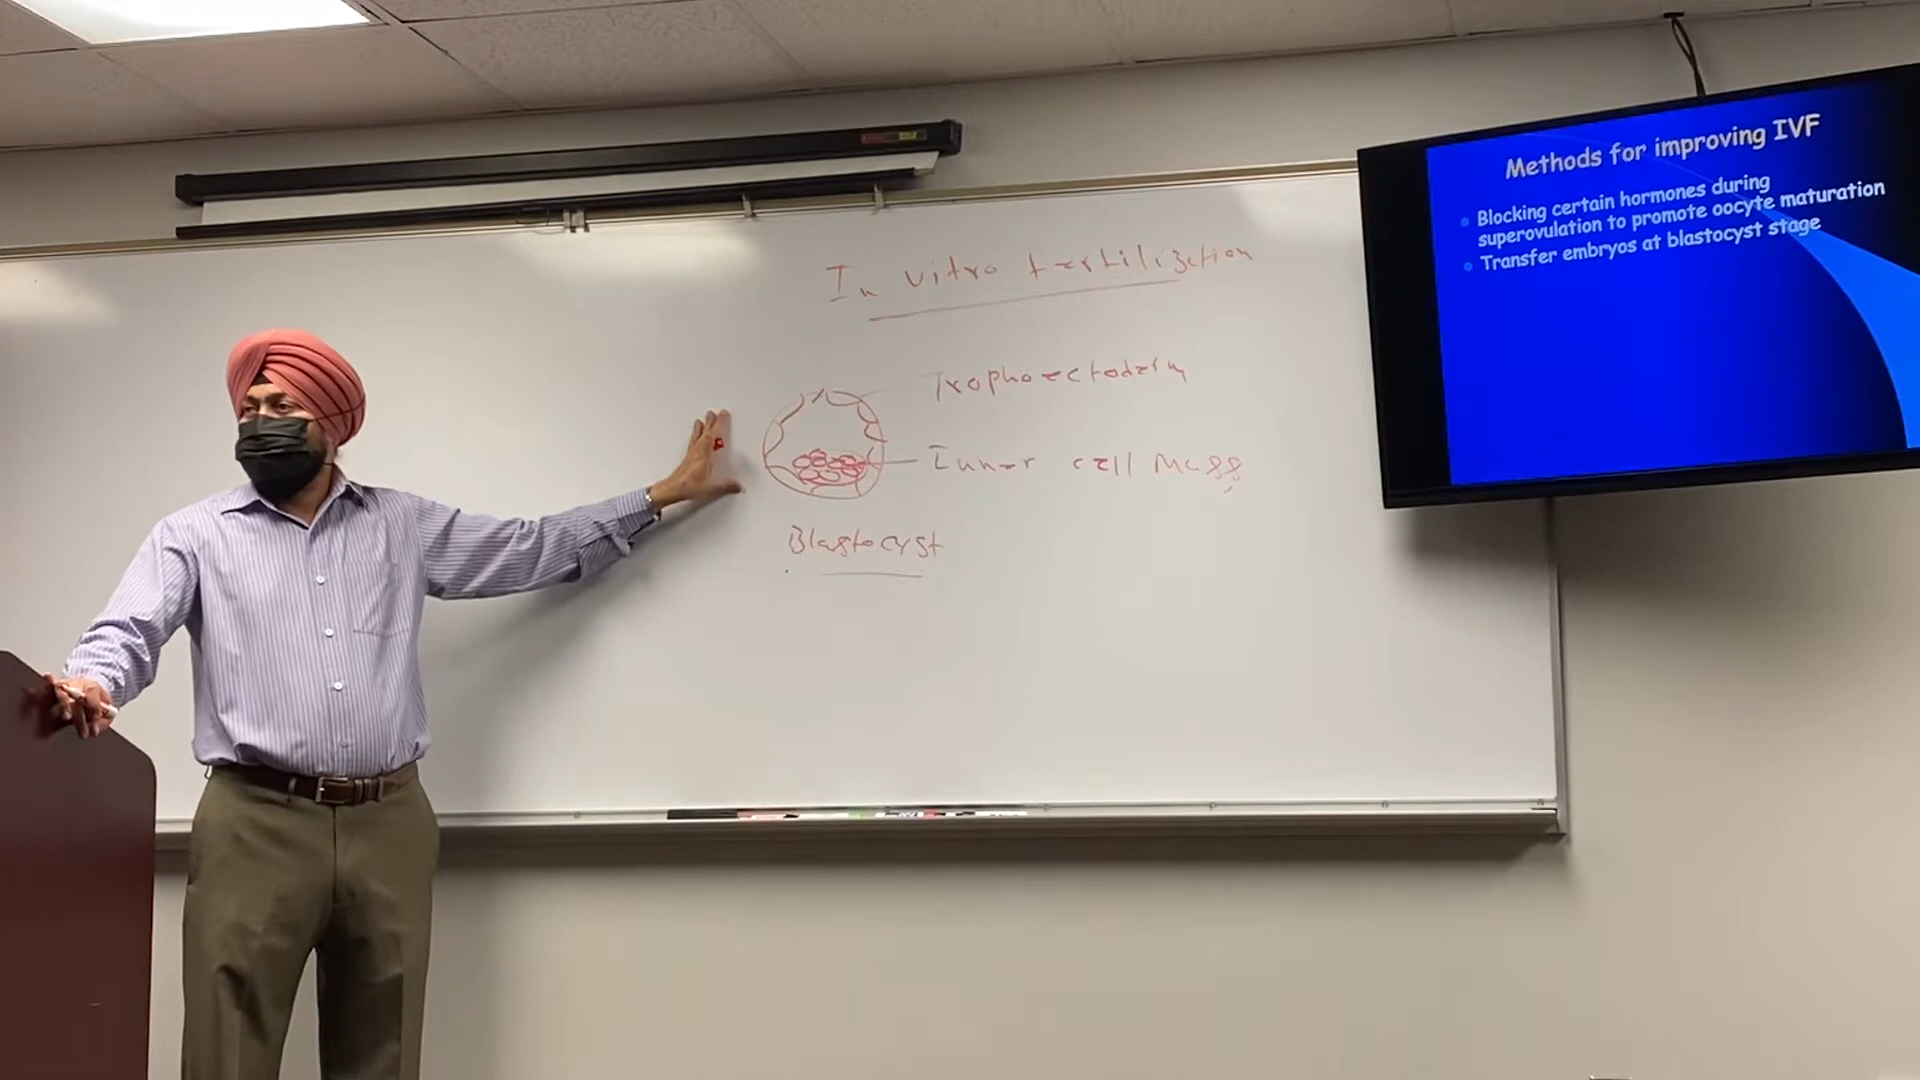 In vitro fertilization
Trophoectoderm
Inner cell mass
Blastocyst
Methods for improving IVF
Blocking certain hormones during
superovulation to promote oocyte maturation
Transfer embryos at blastocyst stage